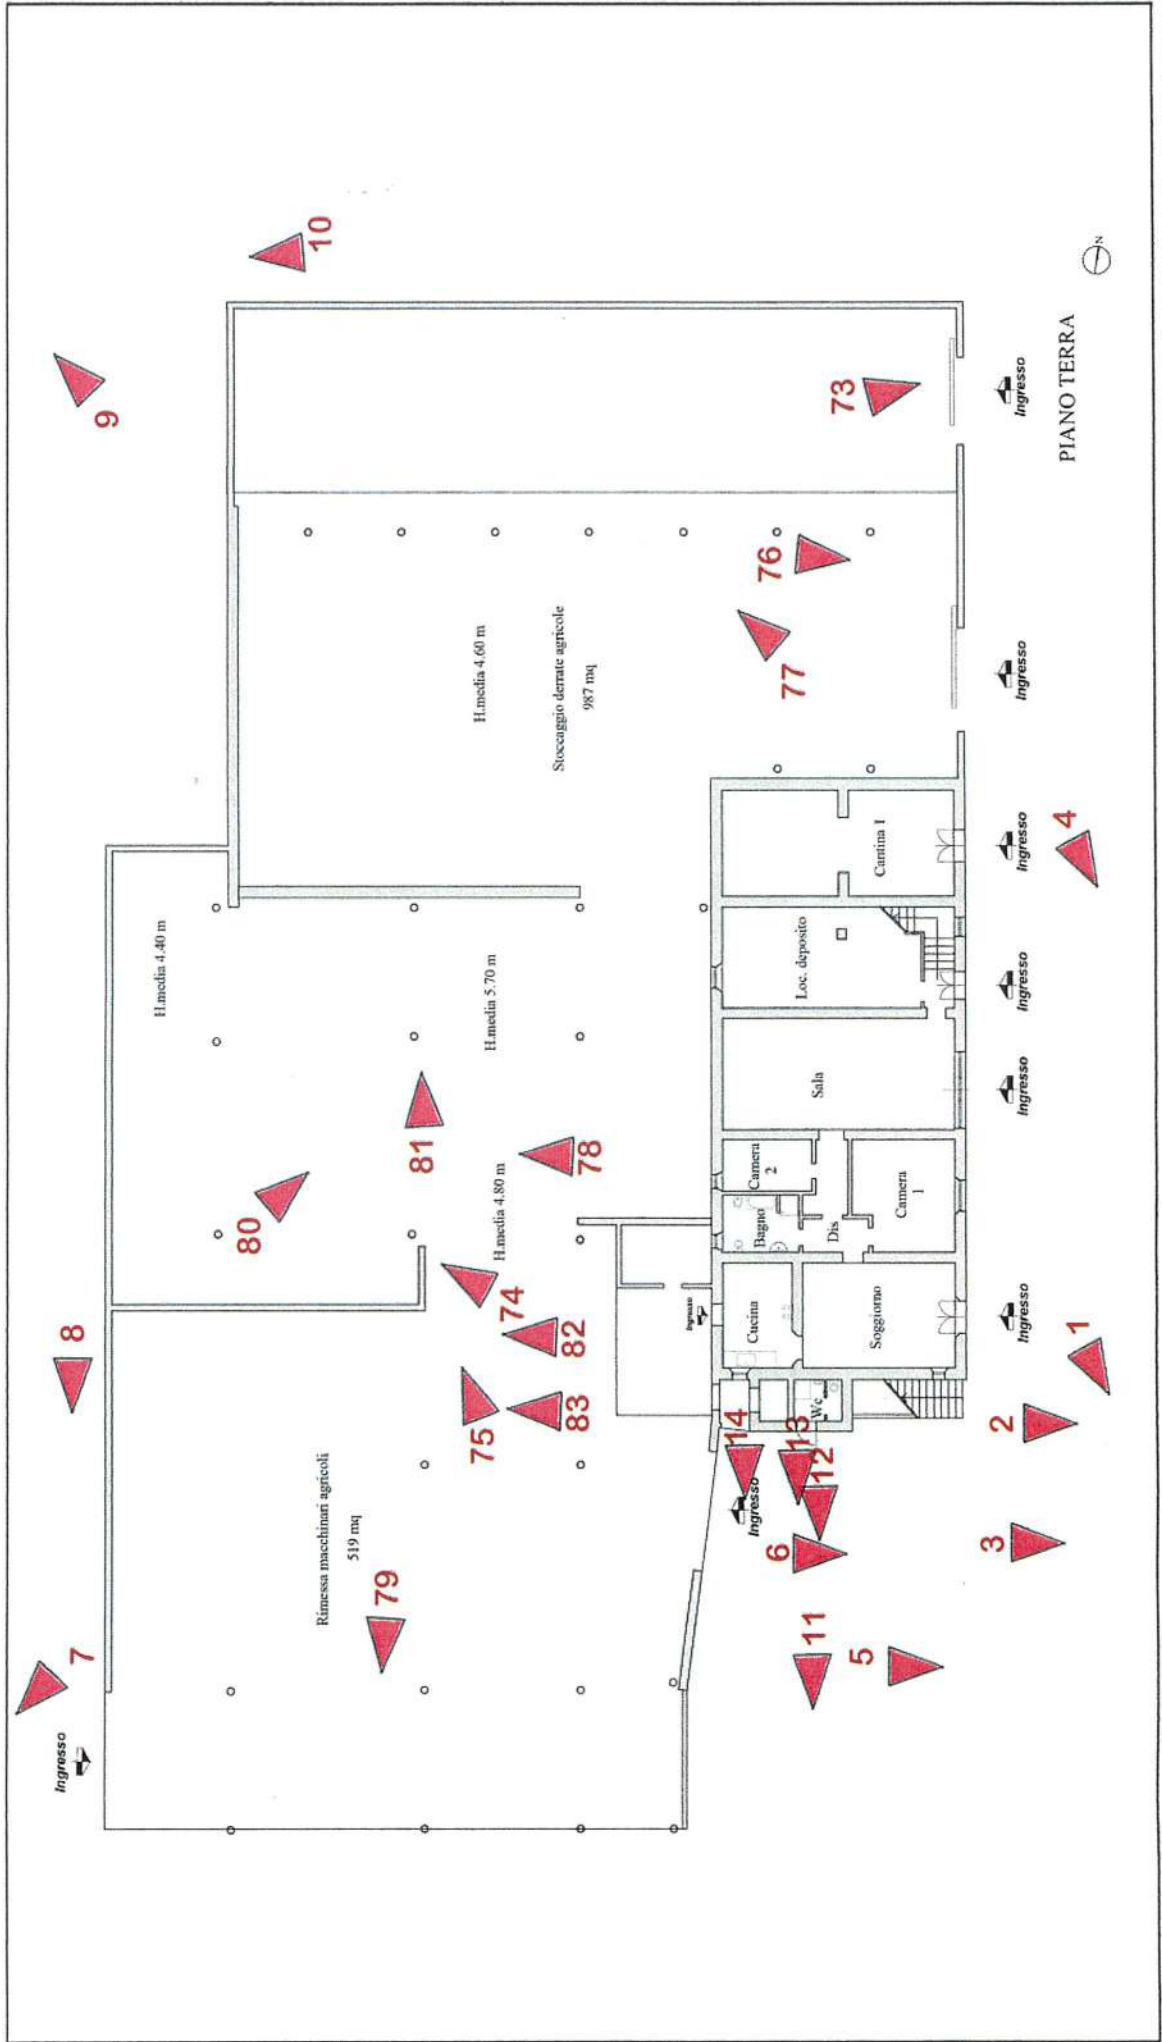 7
8
9
10
Ingresso
H.media 4.40 m
80
81
79
Rimessa macchinari agricoli
519 mq
H.media 5.70 m
H.media 4.80 m
H.media 4.60 m
Stoccaggio derrate agricole
987 mq
74
75
82
83
78
77
76
73
Ingresso
Cucina
Bagno
Camera
2
Dis
Soggiorno
Camera
1
Sala
Loc. deposito
Cantina 1
Wc
14
13
12
Ingresso
6
11
5
3
2
1
4
Ingresso
Ingresso
Ingresso
Ingresso
Ingresso
Ingresso
PIANO TERRA
N